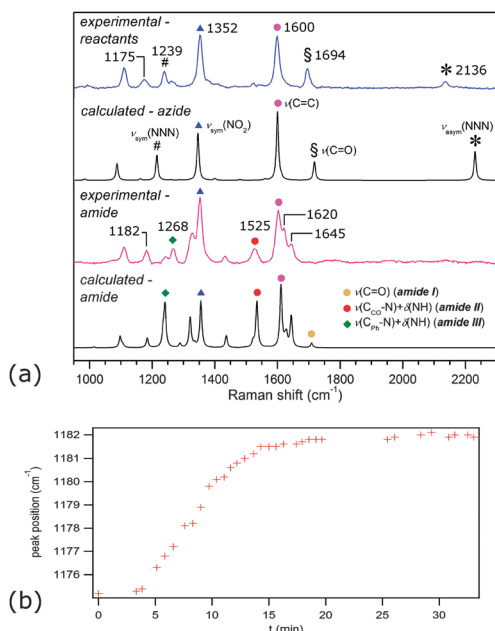 experimental - reactants
1175
1239
#
1352
1600
§
1694
*
2136
calculated - azide
νsym(NNN)
#
νsym(NO2)
ν(C=C)
§ ν(C=O)
νasym(NNN)
*
experimental - amide
1182
1268
1525
1620
1645
calculated - amide
ν(C=O) (amide I)
ν(CCO-N)+δ(NH) (amide II)
ν(CPh-N)+δ(NH) (amide III)
(a)
1000 1200 1400 1600 1800 2000 2200
Raman shift (cm-1)
1182
1181
1180
1179
1178
1177
1176
peak position (cm-1)
(b)
0 5 10 15 20 25 30
t (min)